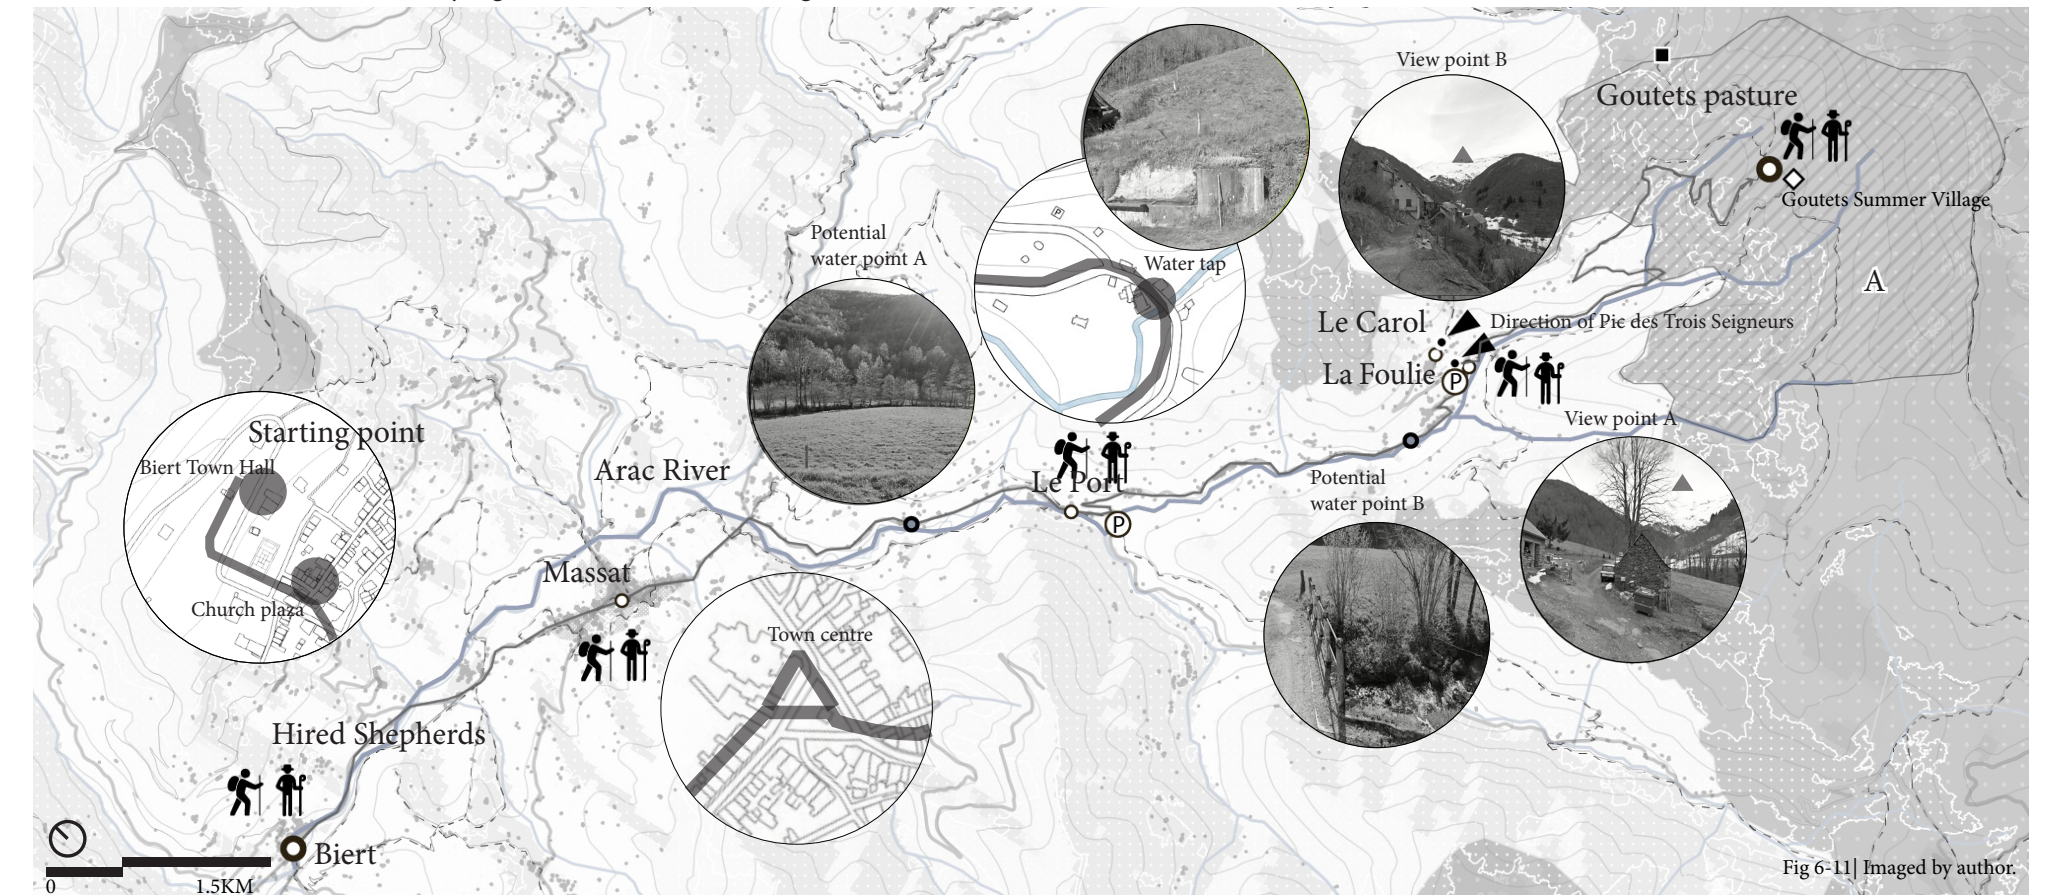 View point B
Goutets pasture
Goutets Summer Village
Potential
water point A
P
Water tap
A
Le Carol
Direction of Pic des Trois Seigneurs
La Foulie
P
View point A
Starting point
Biert Town Hall
Arac River
Le Port
Potential
water point B
P
Massat
Church plaza
Town centre
Hired Shepherds
Biert
0
1.5KM
Fig 6-11| Imaged by author.